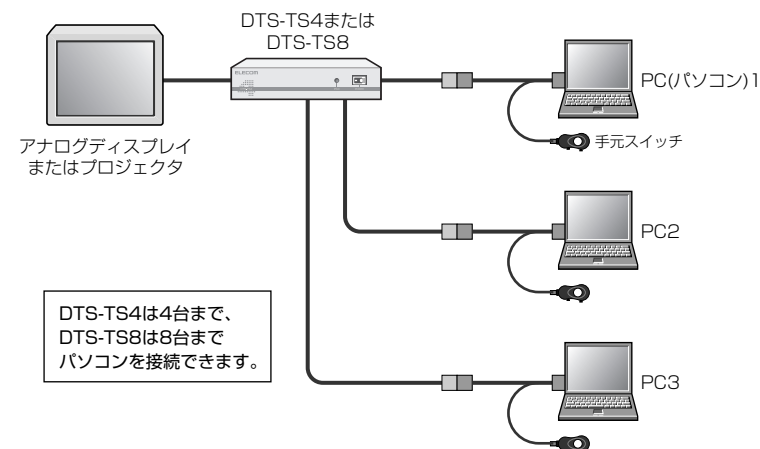 DTS-TS4または
DTS-TS8
ELECOM
PC(パソコン)1
手元スイッチ
アナログディスプレイ
またはプロジェクタ
PC2
DTS-TS4は4台まで、
DTS-TS8は8台まで
パソコンを接続できます。
PC3